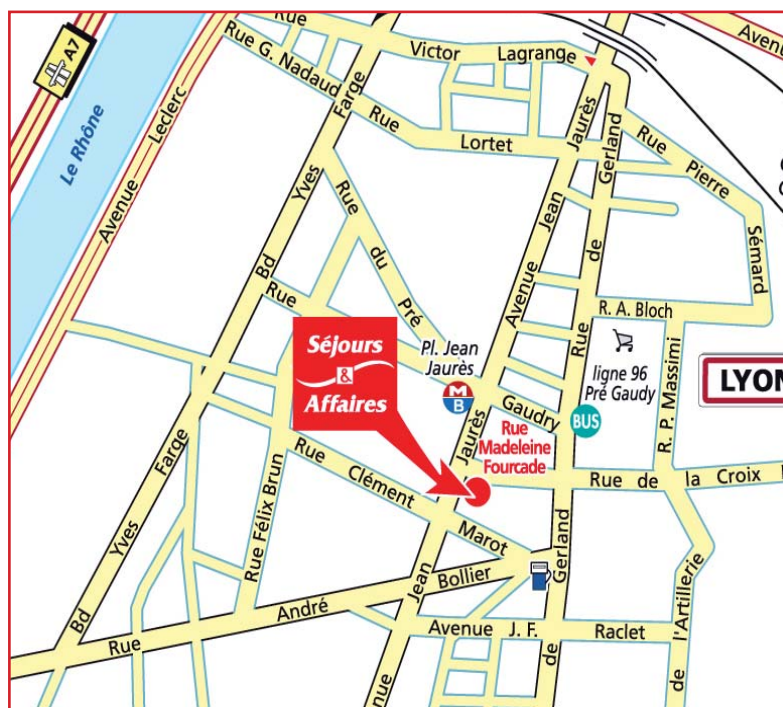 A7
Le Rhône
Avenue Leclerc
Rue Victor Lagrange
Avenue
Rue G. Nadaud
Rue Lortet
Bd Yves Farge
Rue Pierre Sémard
Rue du Pré
Avenue Jean Jaurès
Rue de Gerland
R. A. Bloch
Rue Gaudry
Séjours
&
Affaires
Pl. Jean
Jaurès
M
B
ligne 96
Pré Gaudy
BUS
R. P. Massimi
LYON
Rue
Madeleine
Fourcade
Rue de la Croix
Rue Clément Marot
Rue Félix Brun
Bd Yves Farge
Jean Jaurès
de Gerland
Rue André Bollier
Avenue J. F. Raclet
de l'Artillerie